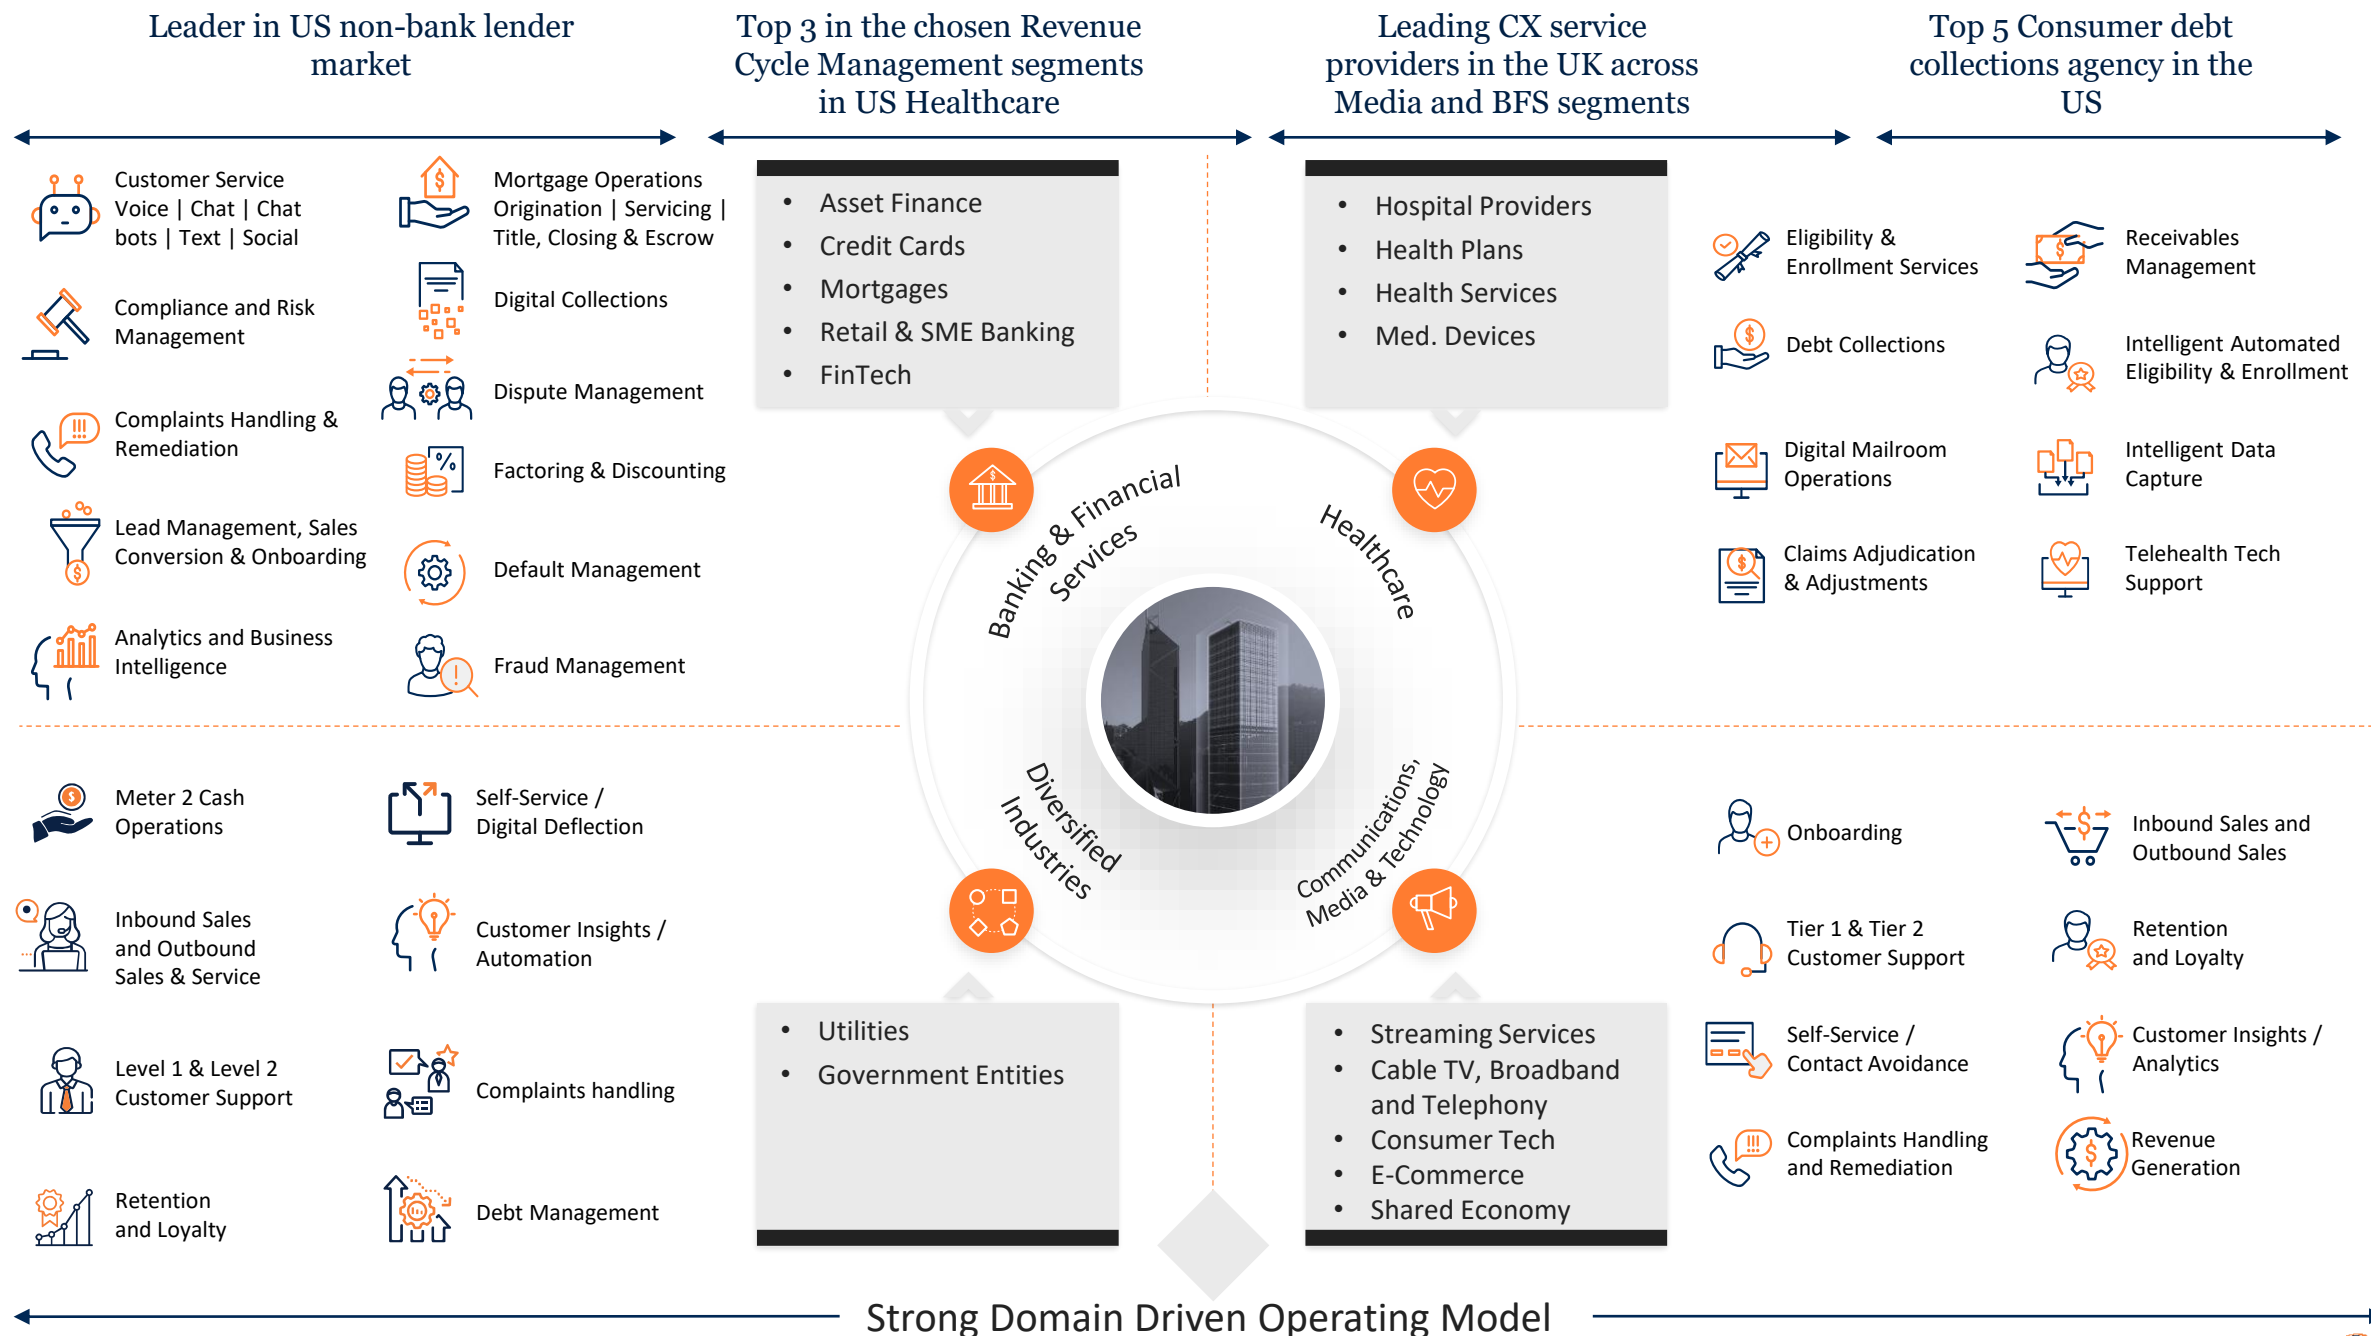 Leader in US non-bank lender
market
Top 3 in the chosen Revenue
Cycle Management segments
in US Healthcare
Leading CX service
providers in the UK across
Media and BFS segments
Top 5 Consumer debt
collections agency in the
US
Customer Service
Voice | Chat | Chat
bots | Text | Social
Compliance and Risk
Management
Complaints Handling &
Remediation
Lead Management, Sales
Conversion & Onboarding
Analytics and Business
Intelligence
Mortgage Operations
Origination | Servicing |
Title, Closing & Escrow
Digital Collections
Dispute Management
Factoring & Discounting
Default Management
Fraud Management
• Asset Finance
• Credit Cards
• Mortgages
• Retail & SME Banking
• FinTech
• Hospital Providers
• Health Plans
• Health Services
• Med. Devices
Eligibility &
Enrollment Services
Debt Collections
Digital Mailroom
Operations
Claims Adjudication
& Adjustments
Receivables
Management
Intelligent Automated
Eligibility & Enrollment
Intelligent Data
Capture
Telehealth Tech
Support
Banking & Financial
Services
Healthcare
Diversified
Industries
Communications,
Media & Technology
Meter 2 Cash
Operations
Inbound Sales
and Outbound
Sales & Service
Level 1 & Level 2
Customer Support
Retention
and Loyalty
Self-Service /
Digital Deflection
Customer Insights /
Automation
Complaints handling
Debt Management
• Utilities
• Government Entities
• Streaming Services
• Cable TV, Broadband
and Telephony
• Consumer Tech
• E-Commerce
• Shared Economy
Onboarding
Tier 1 & Tier 2
Customer Support
Self-Service /
Contact Avoidance
Complaints Handling
and Remediation
Inbound Sales and
Outbound Sales
Retention
and Loyalty
Customer Insights /
Analytics
Revenue
Generation
Strong Domain Driven Operating Model